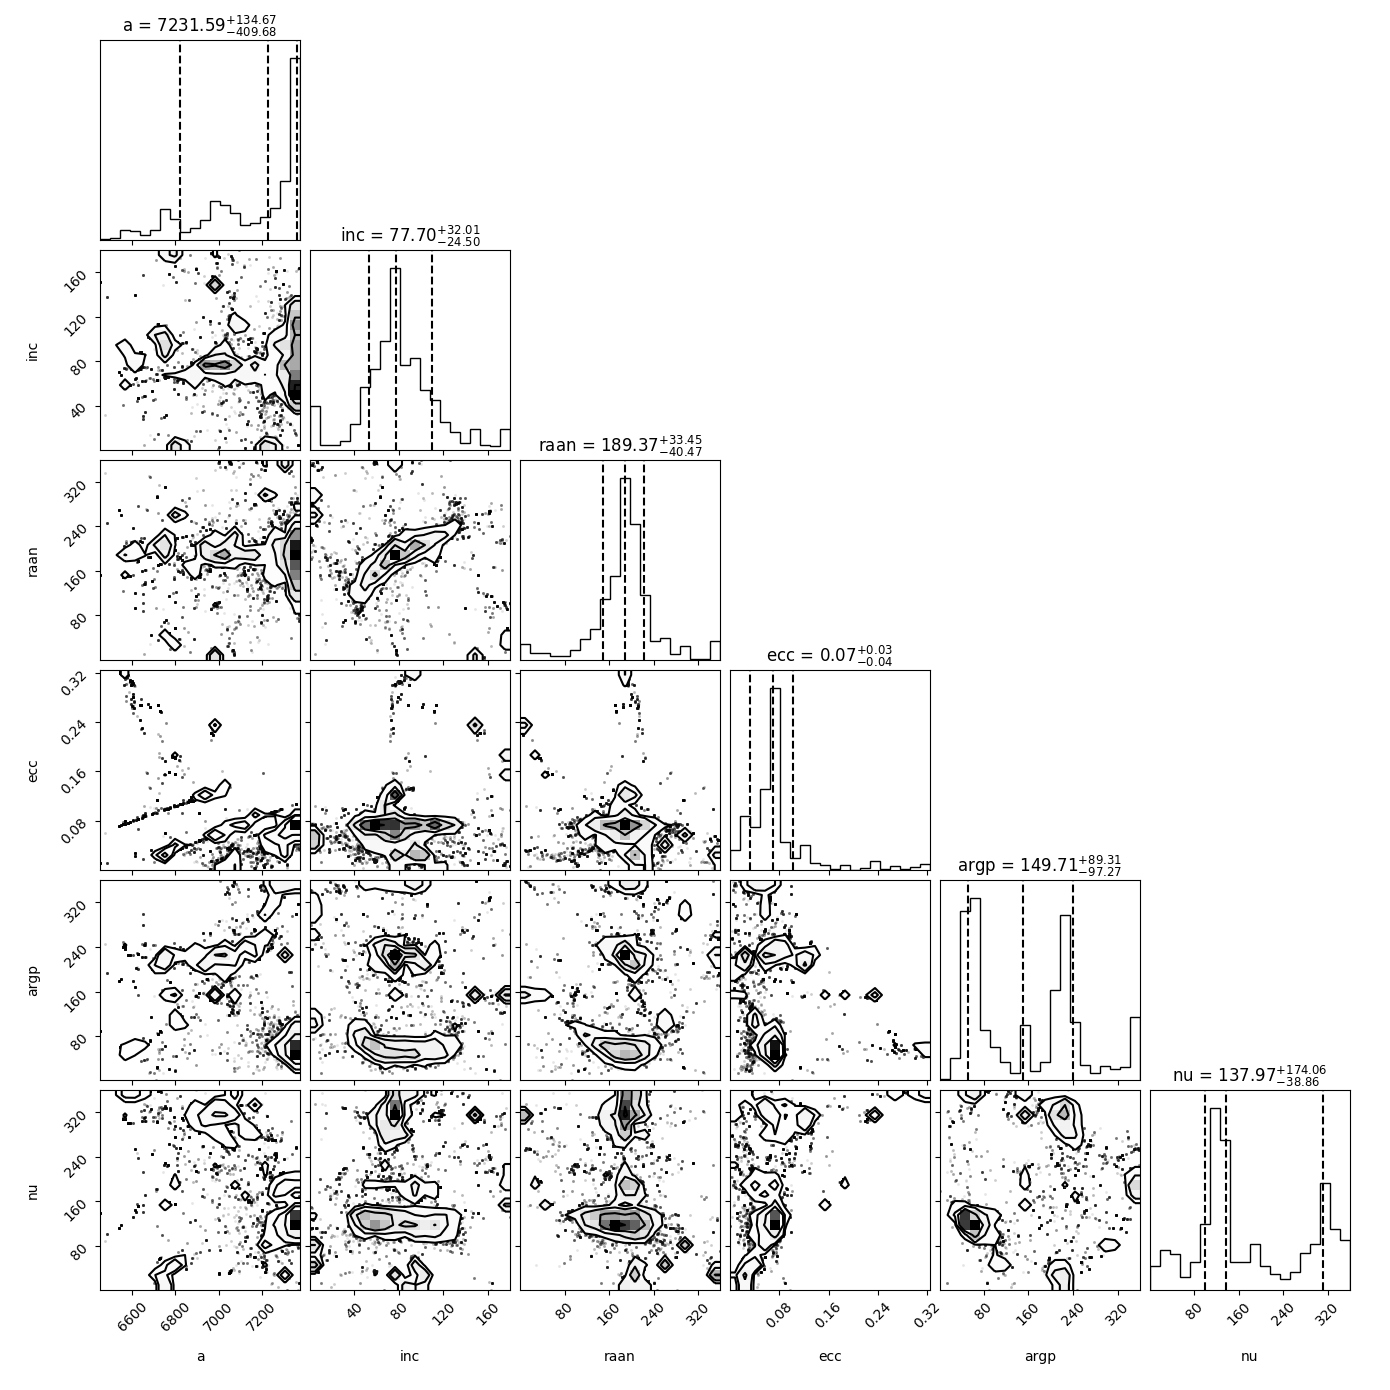 a = 7231.59 +134.67 −409.68
inc = 77.70 +32.01 −24.50
160
120
80
40
inc
raan = 189.37 +33.45 −40.47
320
240
160
80
raan
ecc = 0.07 +0.03 −0.04
0.32
0.24
0.16
0.08
ecc
argp = 149.71 +89.31 −97.27
320
240
160
80
argp
nu = 137.97 +174.06 −38.86
320
240
160
80
nu
6600 6800 7000 7200 40 80 120 160 80 160 240 320 0.08 0.16 0.24 0.32 80 160 240 320 80 160 240 320
a inc raan ecc argp nu